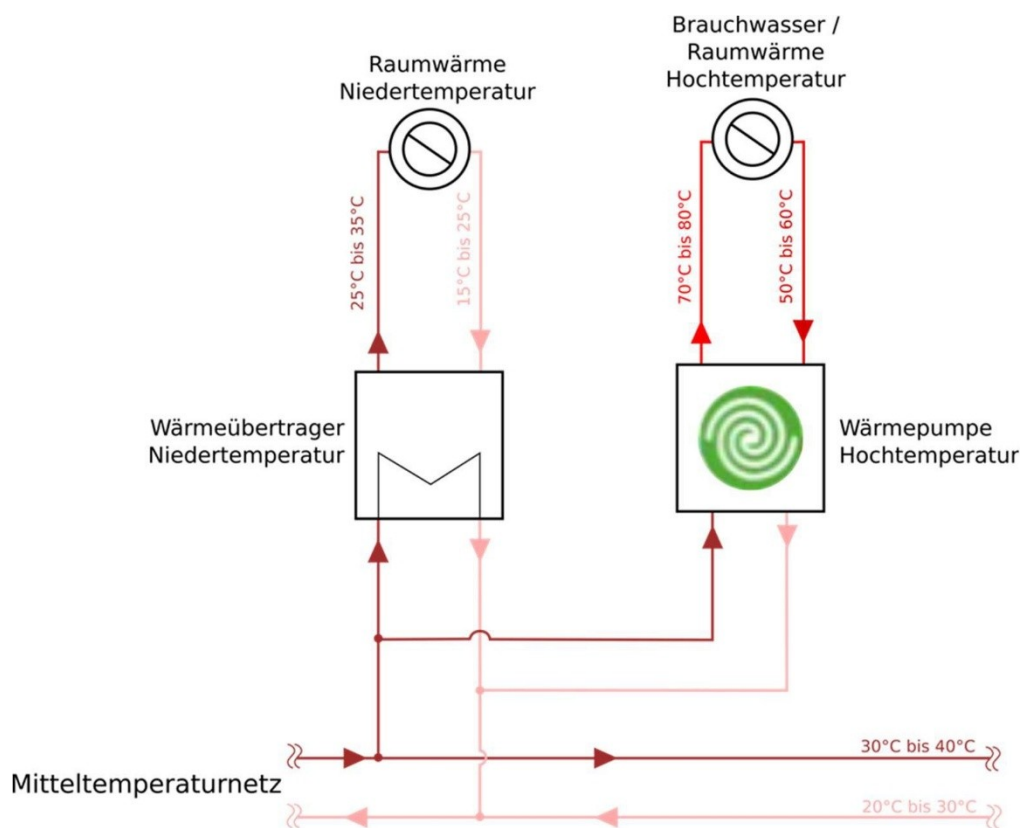 Brauchwasser /
Raumwärme
Hochtemperatur
Raumwärme
Niedertemperatur
25°C bis 35°C
15°C bis 25°C
70°C bis 80°C
50°C bis 60°C
Wärmeübertrager
Niedertemperatur
Wärmepumpe
Hochtemperatur
30°C bis 40°C
Mitteltemperaturnetz
20°C bis 30°C